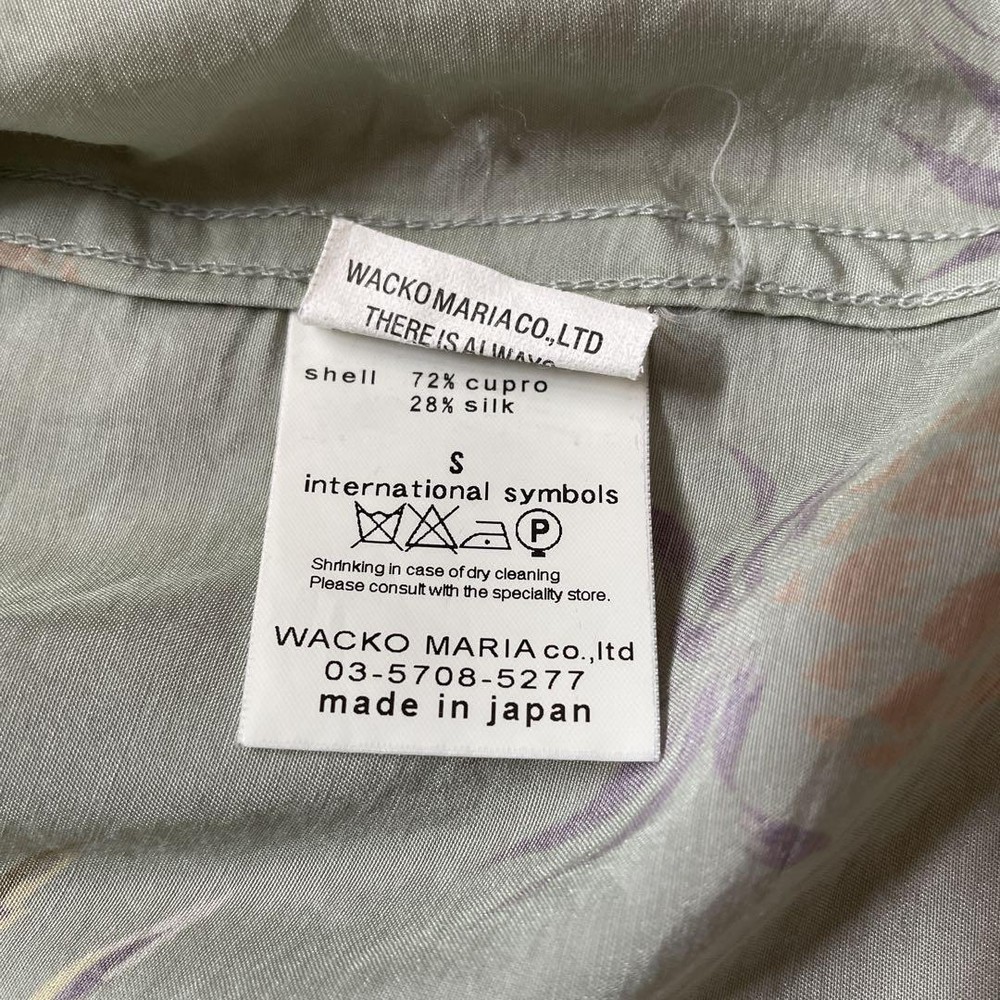 WACKO MARIA CO.,LTD
THERE IS ALWAYS
shell 72% cupro
28% silk
S
international symbols
P
Shrinking in case of dry cleaning
Please consult with the speciality store.
WACKO MARIA co.,ltd
03-5708-5277
made in japan